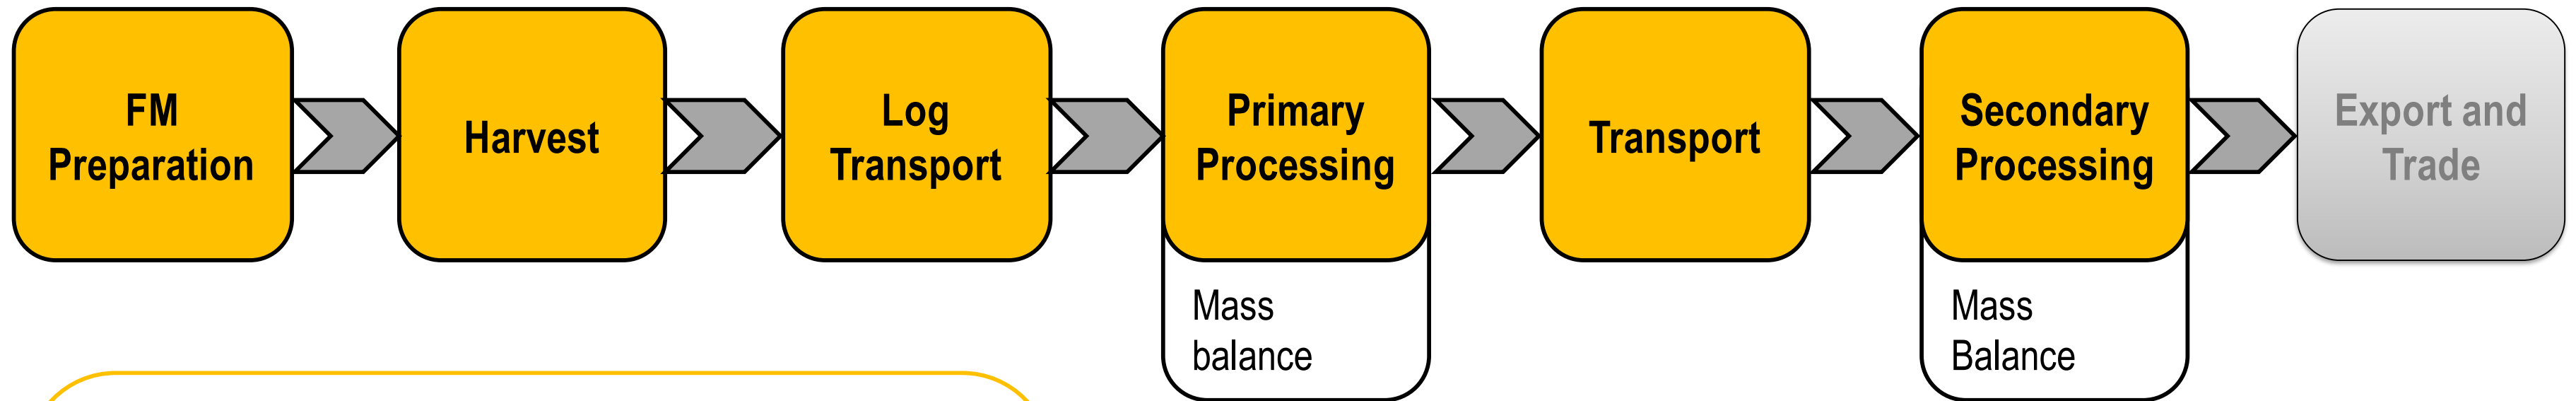 FM
Preparation
Harvest
Log
Transport
Primary
Processing
Mass
balance
Transport
Secondary
Processing
Mass
Balance
Export and
Trade